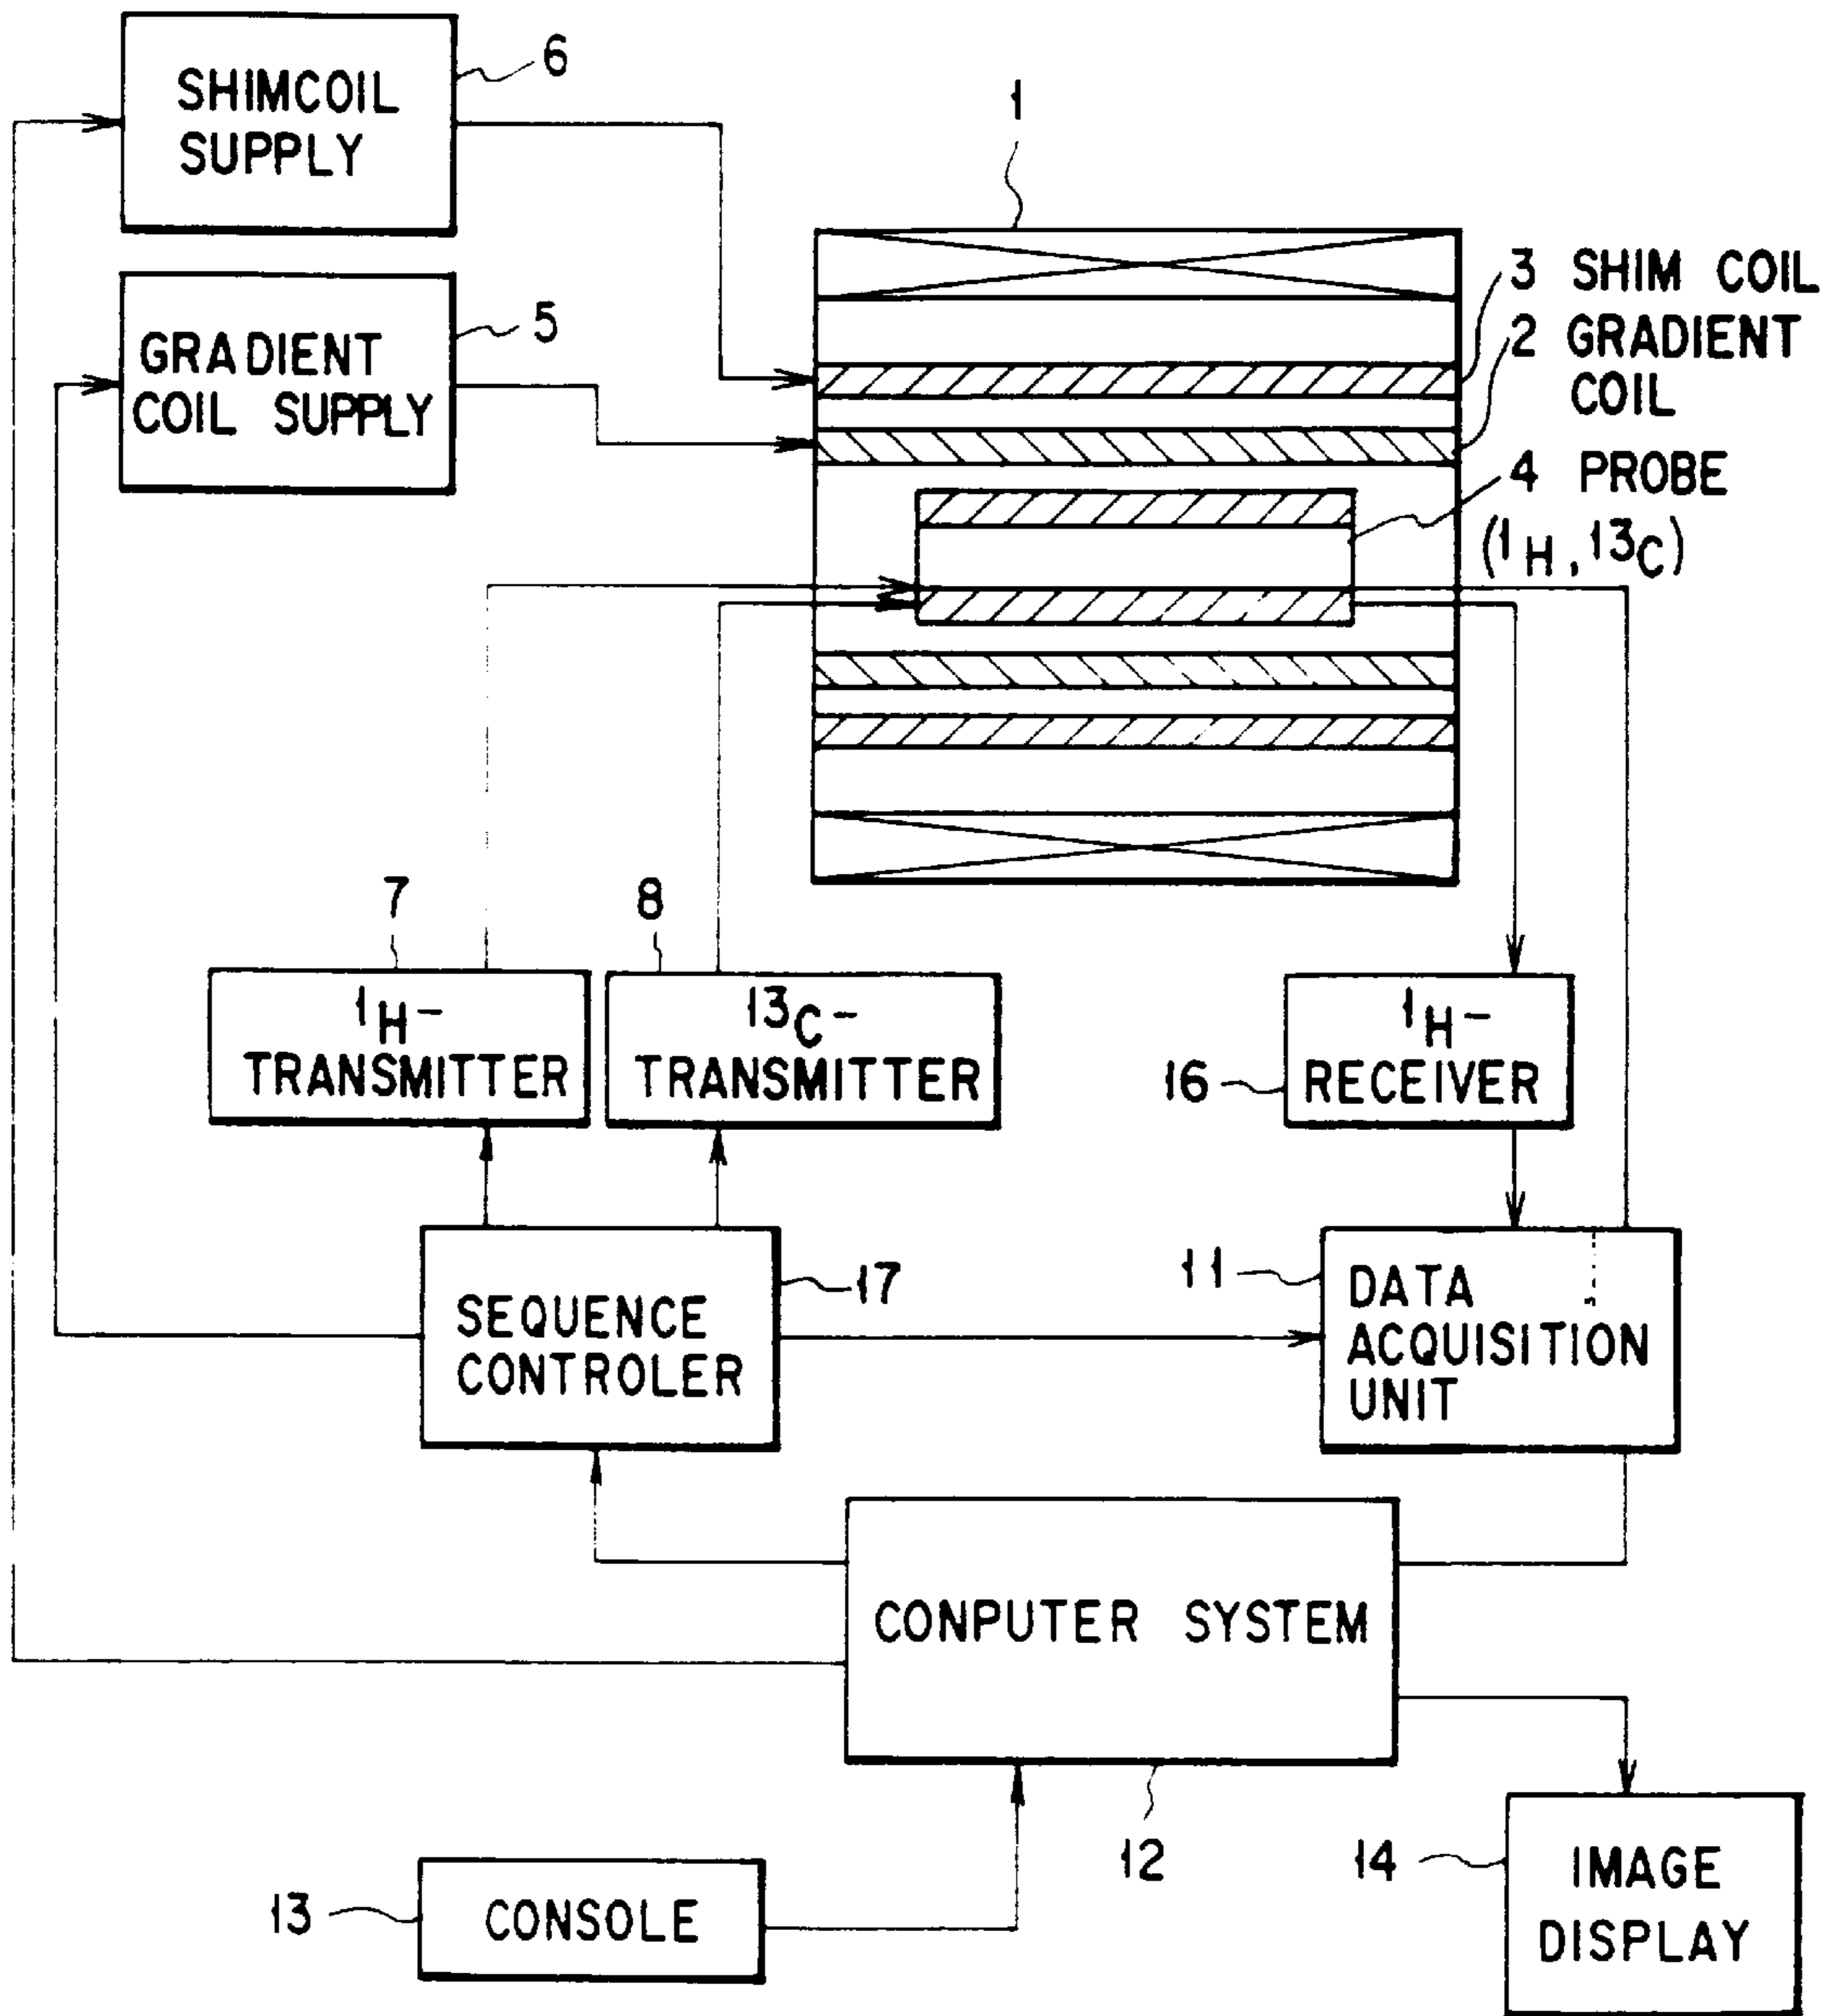 6
SHIMCOIL
SUPPLY
1
3 SHIM COIL
5
2 GRADIENT
COIL
GRADIENT
COIL SUPPLY
4 PROBE
(1H, 13C)
7
8
1H-
TRANSMITTER
13C-
TRANSMITTER
1H-
RECEIVER
16
17
11
SEQUENCE
CONTROLER
DATA
ACQUISITION
UNIT
CONPUTER SYSTEM
12
14
IMAGE
DISPLAY
13
CONSOLE